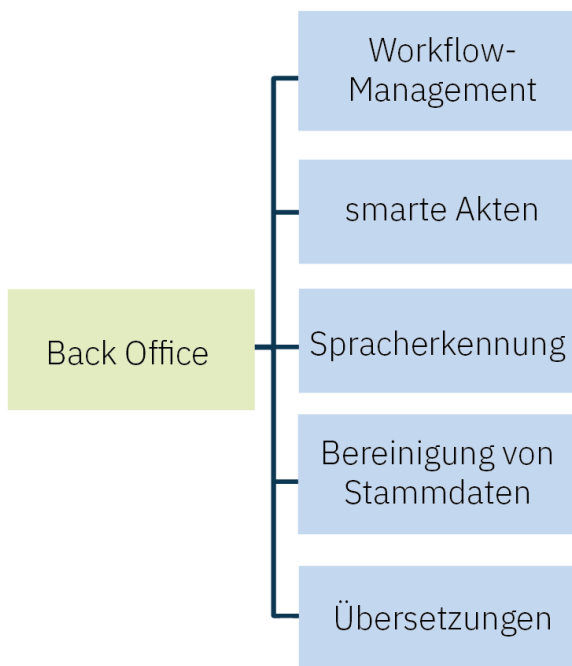 Workflow-
Management
smarte Akten
Back Office
Spracherkennung
Bereinigung von
Stammdaten
Übersetzungen